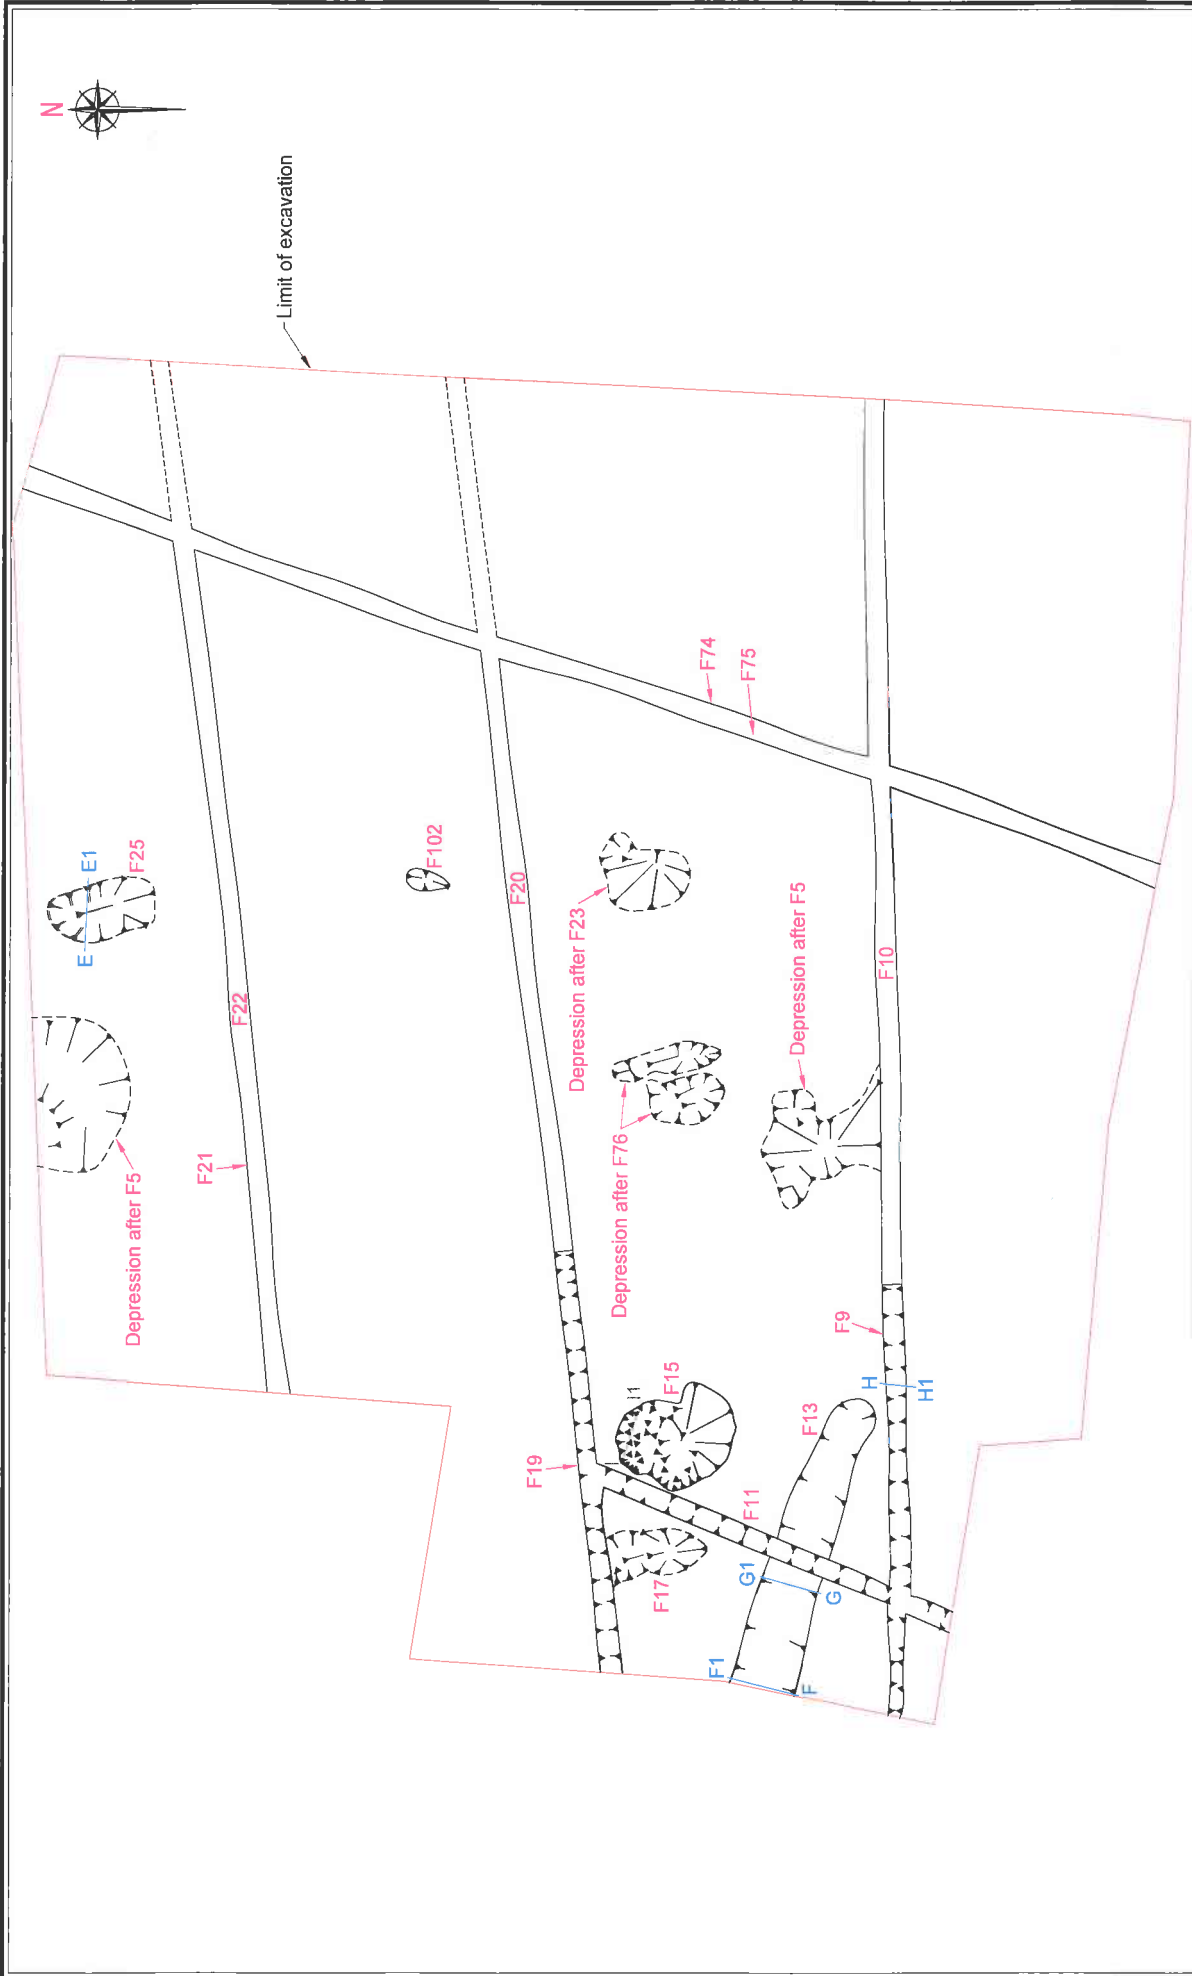 N
Limit of excavation
E
E1
F25
Depression after F5
F22
F21
F102
F20
F74
F75
Depression after F23
Depression after F76
Depression after F5
F10
F19
F15
F9
H
H1
F13
F11
F17
G1
G
F1
F